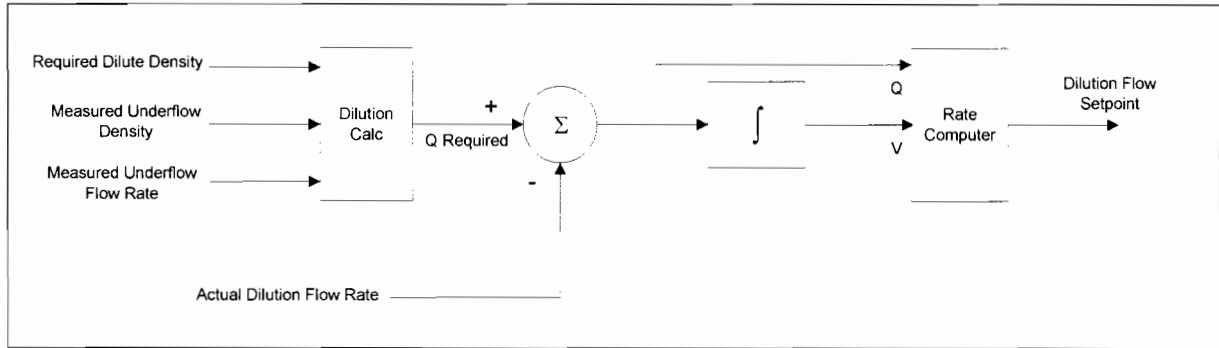 Required Dilute Density
Measured Underflow
Density
Measured Underflow
Flow Rate
Dilution
Calc
+
Q Required
Σ
-
Actual Dilution Flow Rate
∫
Q
V
Rate
Computer
Dilution Flow
Setpoint